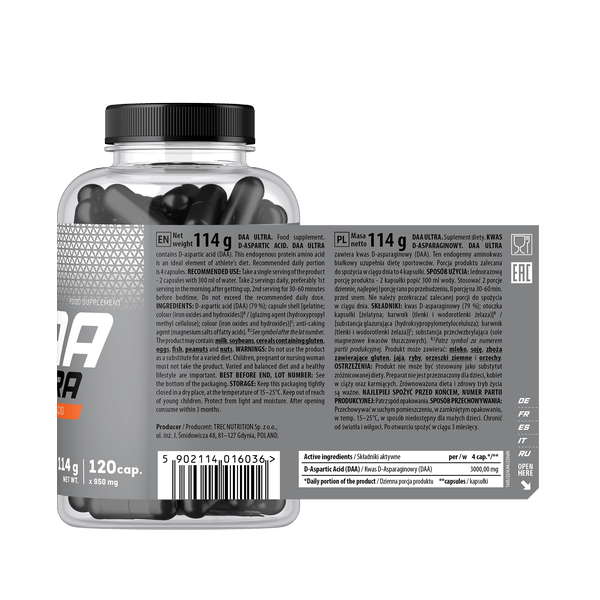 FOOD SUPPLEMENT
AA
RA
114 g
NET WT.
120 cap.
x 950 mg
EN Net weight 114 g DAA ULTRA. Food supplement.
D-ASPARTIC ACID. DAA ULTRA
contains D-aspartic acid (DAA). This endogenous protein amino acid
is an ideal element of athlete's diet. Recommended daily portion
is 4 capsules. RECOMMENDED USE: Take a single serving of the product
- 2 capsules with 300 ml of water. Take 2 servings daily, preferably 1st
serving in the morning after getting up, 2nd serving for 30-60 minutes
before bedtime. Do not exceed the recommended daily dose.
INGREDIENTS: D-aspartic acid (DAA) (79 %); capsule shell [gelatine;
colour (iron oxides and hydroxides)]ᴬ / [glazing agent (hydroxypropyl
methyl cellulose); colour (iron oxides and hydroxides)]ᴮ; anti-caking
agent (magnesium salts of fatty acids). ᴬ/ᴮSee symbol after the lot number.
The product may contain: milk, soybeans, cereals containing gluten,
eggs, fish, peanuts and nuts. WARNINGS: Do not use the product
as a substitute for a varied diet. Children, pregnant or nursing woman
must not take the product. Varied and balanced diet and a healthy
lifestyle are important. BEST BEFORE END, LOT NUMBER: See
the bottom of the packaging. STORAGE: Keep this packaging tightly
closed in a dry place, at the temperature of 15–25°C. Keep out of reach
of young children. Protect from light and moisture. After opening
consume within 3 months.
Producer / Producent: TREC NUTRITION Sp. z o.o.,
ul. inż. J. Śmidowicza 48, 81–127 Gdynia, POLAND.
5 902114 016036 >
PL Masa netto 114 g DAA ULTRA. Suplement diety. KWAS
D-ASPARAGINOWY. DAA ULTRA
zawiera kwas D-asparaginowy (DAA). Ten endogenny aminokwas
białkowy uzupełnia dietę sportowców. Porcja produktu zalecana
do spożycia w ciągu dnia to 4 kapsułki. SPOSÓB UŻYCIA: Jednorazową
porcję produktu - 2 kapsułki popić 300 ml wody. Stosować 2 porcje
dziennie, najlepiej I porcję rano po przebudzeniu, II porcję na 30-60 min.
przed snem. Nie należy przekraczać zalecanej porcji do spożycia
w ciągu dnia. SKŁADNIKI: kwas D-asparaginowy (DAA) (79 %); otoczka
kapsułki [żelatyna; barwnik (tlenki i wodorotlenki żelaza)]ᴬ /
[substancja glazurująca (hydroksypropylometyloceluloza); barwnik
(tlenki i wodorotlenki żelaza)]ᴮ; substancja przeciwzbrylająca (sole
magnezowe kwasów tłuszczowych). ᴬ/ᴮPatrz symbol za numerem
partii produkcyjnej. Produkt może zawierać: mleko, soję, zboża
zawierające gluten, jaja, ryby, orzeszki ziemne i orzechy.
OSTRZEŻENIA: Produkt nie może być stosowany jako substytut
zróżnicowanej diety. Preparat nie jest przeznaczony dla dzieci, kobiet
w ciąży oraz karmiących. Zrównoważona dieta i zdrowy tryb życia
są ważne. NAJLEPIEJ SPOŻYĆ PRZED KOŃCEM, NUMER PARTII
PRODUKCYJNEJ: Patrz spód opakowania. SPOSÓB PRZECHOWYWANIA:
Przechowywać w suchym pomieszczeniu, w zamkniętym opakowaniu,
w temp. 15–25°C, w sposób niedostępny dla małych dzieci. Chronić
od światła i wilgoci. Po otwarciu spożyć w ciągu 3 miesięcy.
Active ingredients / Składniki aktywne per / w 4 cap.*/**
D-Aspartic Acid (DAA) / Kwas D-Asparaginowy (DAA) 3000,00 mg
*Daily portion of the product / Dzienna porcja produktu **capsules / kapsułki
EAC
DE
FR
ES
IT
RU
OPEN
HERE